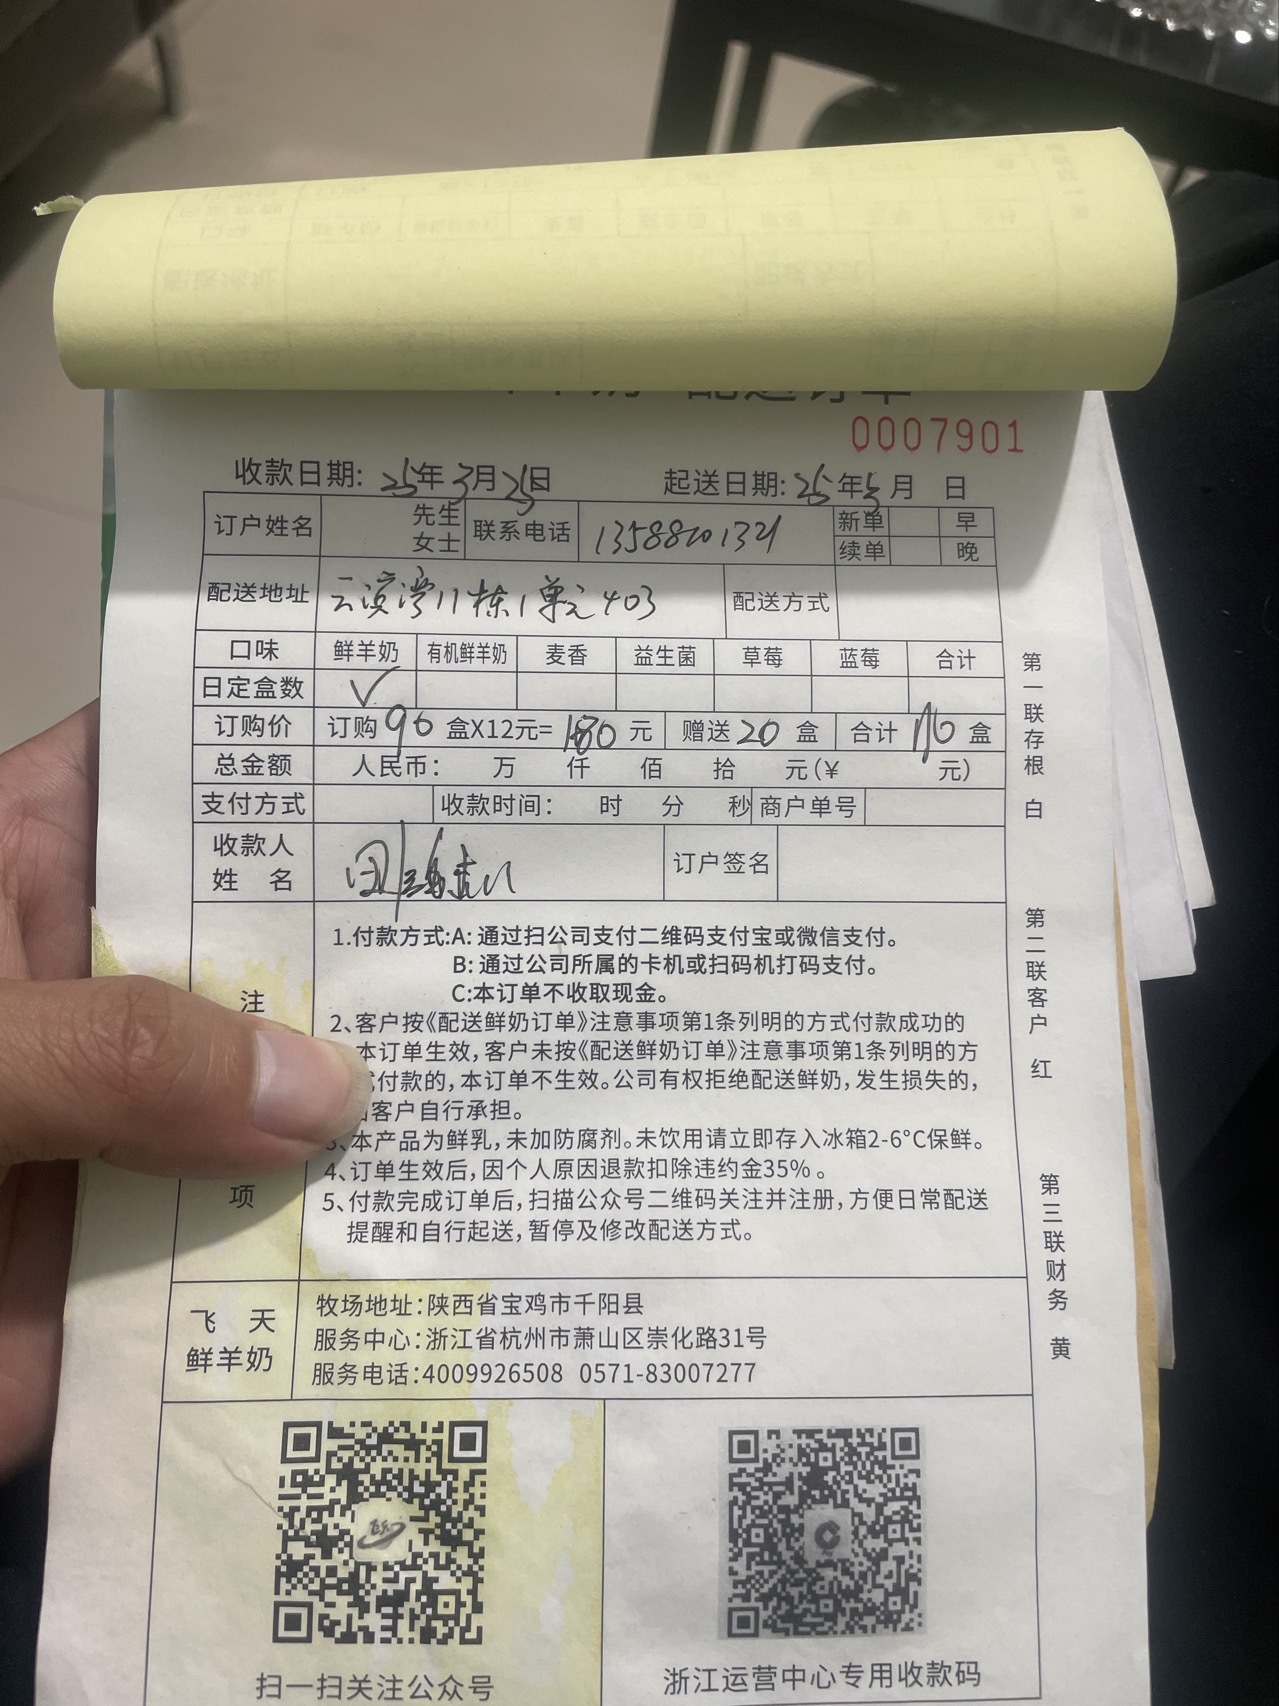 配送订单
0007901
收款日期: 25年3月25日 起送日期: 25年 月 日
订户姓名 先生 女士 联系电话 新单 早
续单 晚
配送地址 云滨湾11栋1单元403 配送方式
口味 鲜羊奶 有机鲜羊奶 麦香 益生菌 草莓 蓝莓 合计
日定盒数 ✓
订购价 订购 90 盒X12元= 元 赠送 20 盒 合计 110 盒
总金额 人民币: 万 仟 佰 拾 元(¥ 元)
支付方式 收款时间: 时 分 秒 商户单号
收款人
姓 名 订户签名
注
项
1.付款方式:A: 通过扫公司支付二维码支付宝或微信支付。
B: 通过公司所属的卡机或扫码机打码支付。
C:本订单不收取现金。
2、客户按《配送鲜奶订单》注意事项第1条列明的方式付款成功的
本订单生效,客户未按《配送鲜奶订单》注意事项第1条列明的方
式付款的,本订单不生效。公司有权拒绝配送鲜奶,发生损失的,
由客户自行承担。
3、本产品为鲜乳,未加防腐剂。未饮用请立即存入冰箱2-6°C保鲜。
4、订单生效后,因个人原因退款扣除违约金35% 。
5、付款完成订单后,扫描公众号二维码关注并注册,方便日常配送
提醒和自行起送,暂停及修改配送方式。
飞 天
鲜羊奶
牧场地址:陕西省宝鸡市千阳县
服务中心:浙江省杭州市萧山区崇化路31号
服务电话:4009926508 0571-83007277
扫一扫关注公众号
浙江运营中心专用收款码
第一联存根 白
第二联客户 红
第三联财务 黄